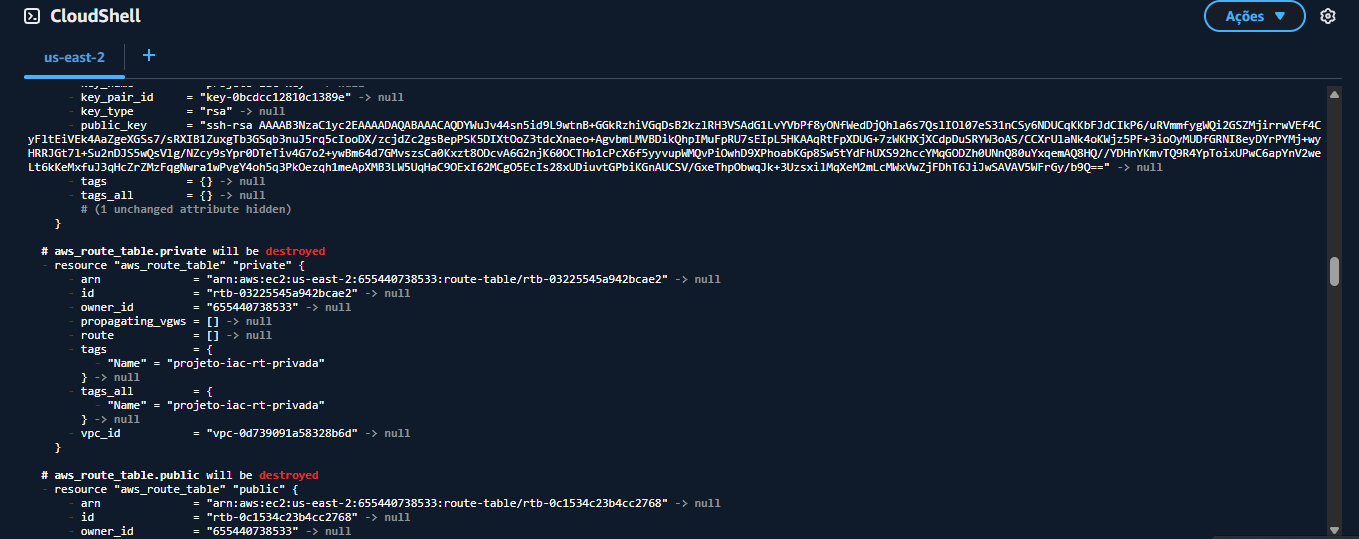 CloudShell
Ações ▼
us-east-2 +
- key_pair_id = "key-0bcdcc12810c1389e" -> null
- key_type = "rsa" -> null
- public_key = "ssh-rsa
- tags = {} -> null
- tags_all = {} -> null
# (1 unchanged attribute hidden)
}
# aws_route_table.private will be destroyed
- resource "aws_route_table" "private" {
- arn = "arn:aws:ec2:us-east-2:655440738533:route-table/rtb-03225545a942bcae2" -> null
- id = "rtb-03225545a942bcae2" -> null
- owner_id = "655440738533" -> null
- propagating_vgws = [] -> null
- route = [] -> null
- tags = {
- "Name" = "projeto-iac-rt-privada"
} -> null
- tags_all = {
- "Name" = "projeto-iac-rt-privada"
} -> null
- vpc_id = "vpc-0d739091a58328b6d" -> null
}
# aws_route_table.public will be destroyed
- resource "aws_route_table" "public" {
- arn = "arn:aws:ec2:us-east-2:655440738533:route-table/rtb-0c1534c23b4cc2768" -> null
- id = "rtb-0c1534c23b4cc2768" -> null
- owner_id = "655440738533" -> null